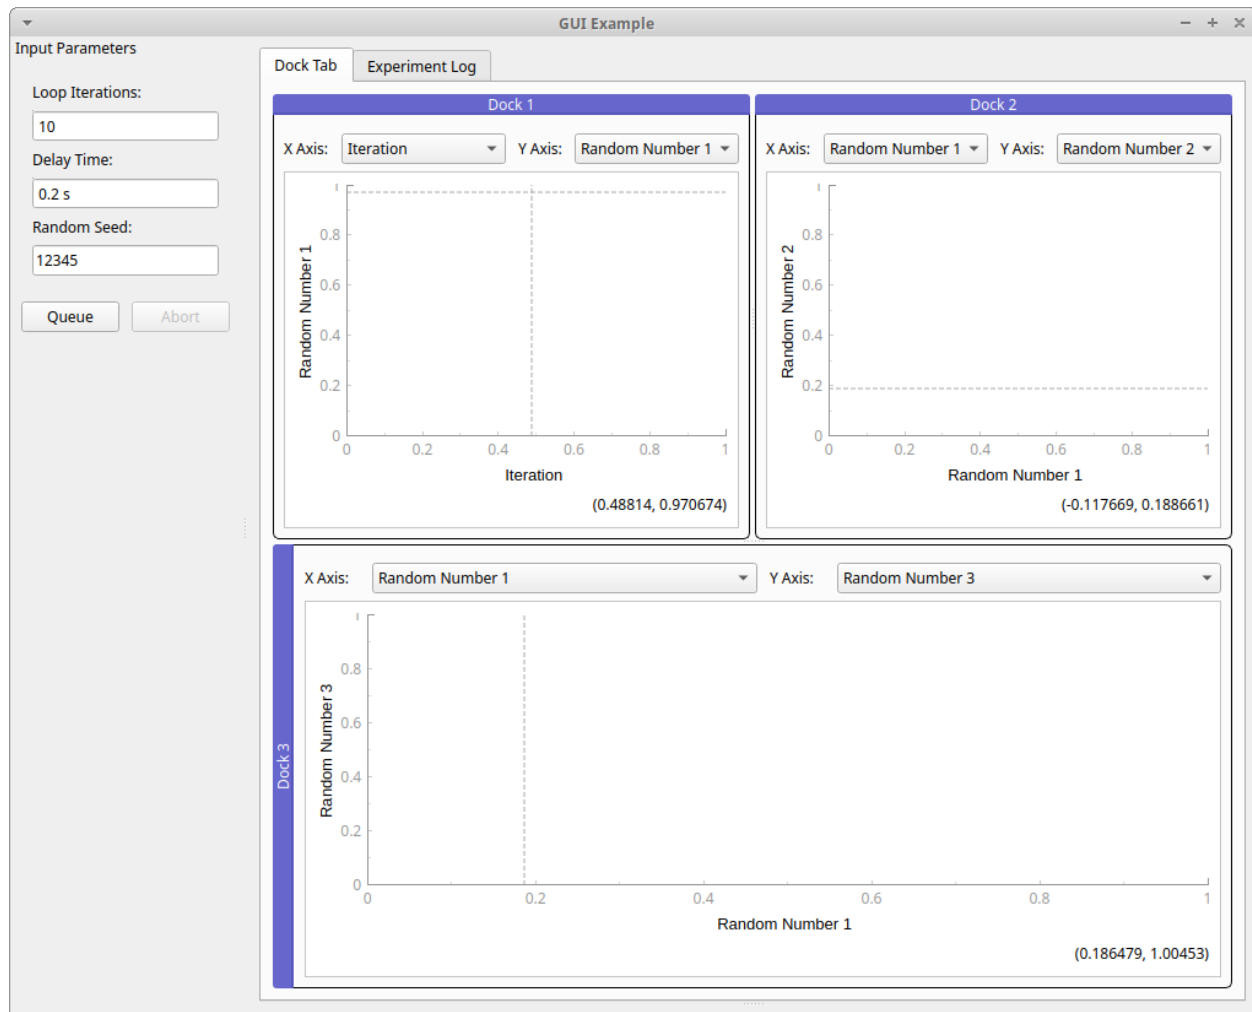 GUI Example
Input Parameters
Loop Iterations:
10
Delay Time:
0.2 s
Random Seed:
12345
Queue Abort
Dock Tab Experiment Log
Dock 1
X Axis: Iteration Y Axis: Random Number 1
1
0.8
0.6
0.4
0.2
0
Random Number 1
0 0.2 0.4 0.6 0.8 1
Iteration
(0.48814, 0.970674)
Dock 2
X Axis: Random Number 1 Y Axis: Random Number 2
1
0.8
0.6
0.4
0.2
0
Random Number 2
0 0.2 0.4 0.6 0.8 1
Random Number 1
(-0.117669, 0.188661)
Dock 3
X Axis: Random Number 1 Y Axis: Random Number 3
1
0.8
0.6
0.4
0.2
0
Random Number 3
0 0.2 0.4 0.6 0.8 1
Random Number 1
(0.186479, 1.00453)